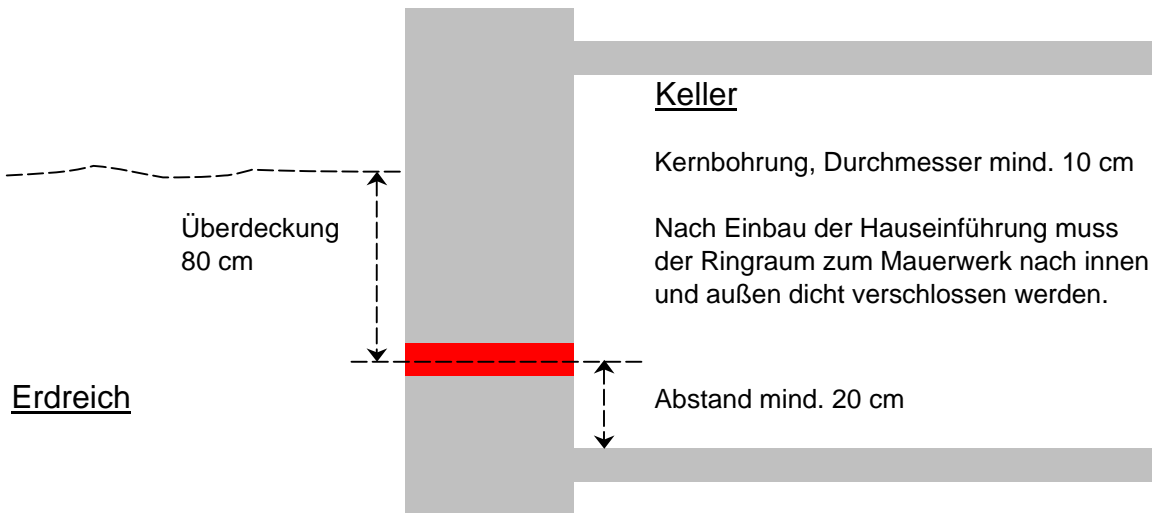 Keller
Kernbohrung, Durchmesser mind. 10 cm
Überdeckung
80 cm
Nach Einbau der Hauseinführung muss
der Ringraum zum Mauerwerk nach innen
und außen dicht verschlossen werden.
Erdreich
Abstand mind. 20 cm